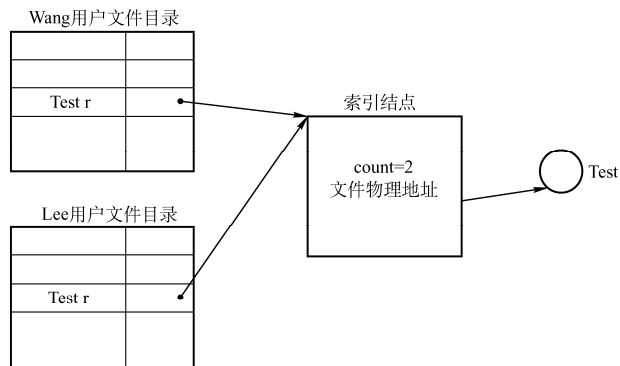 Wang用户文件目录
Test r
索引结点
count=2
文件物理地址
Test
Lee用户文件目录
Test r